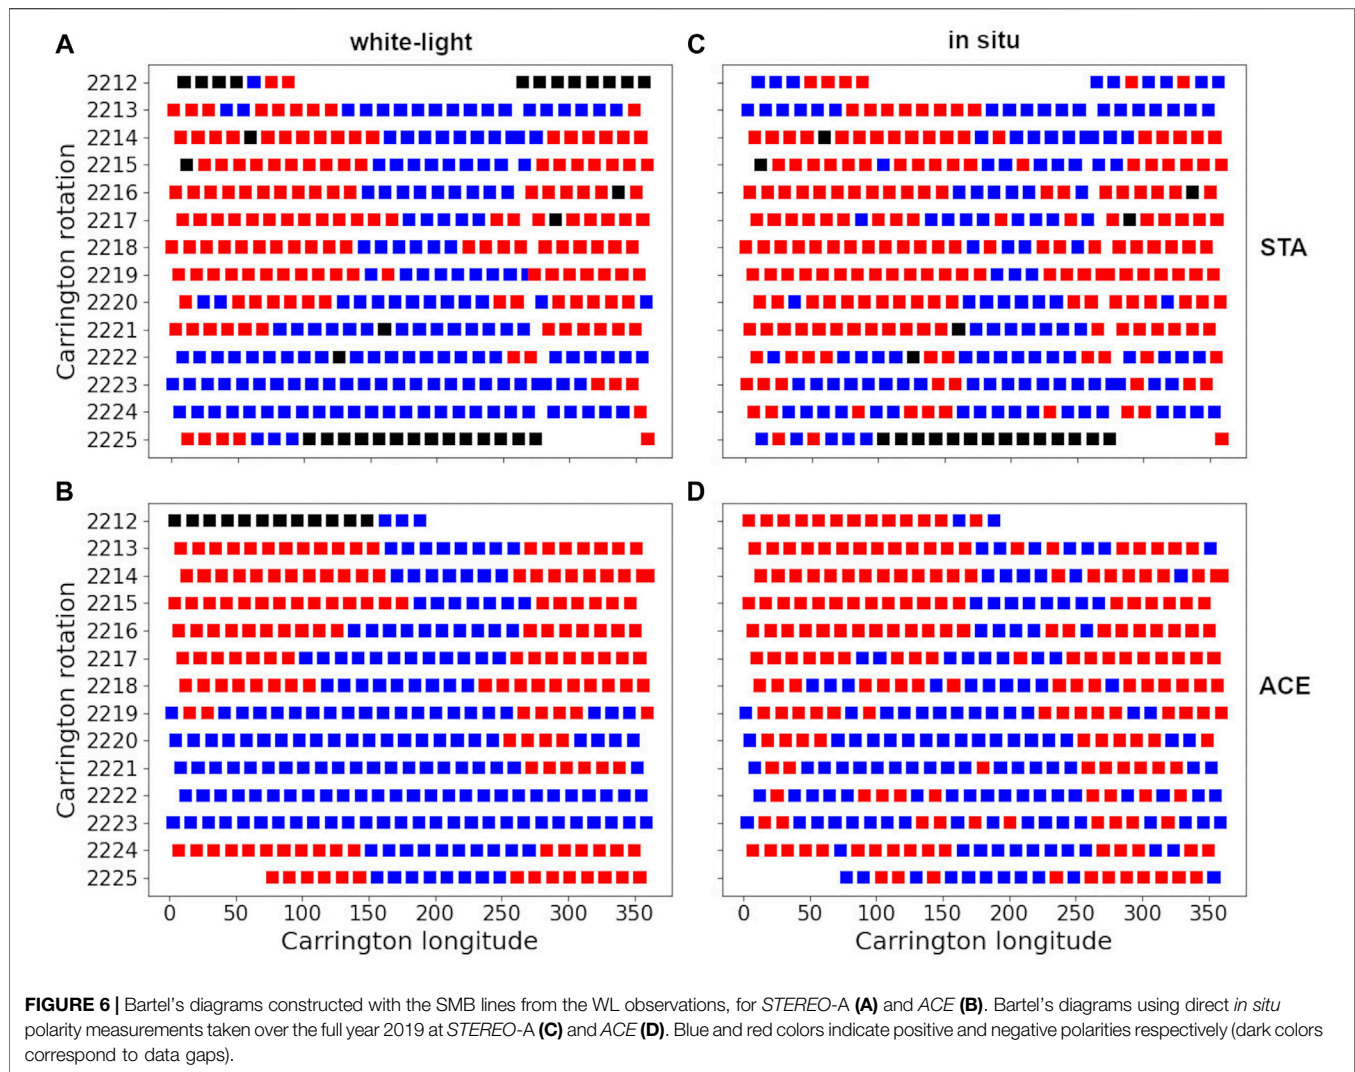 A
white-light
C
in situ
2212
2213
2214
2215
2216
2217
2218
2219
2220
2221
2222
2223
2224
2225
Carrington rotation
STA
B
D
2212
2213
2214
2215
2216
2217
2218
2219
2220
2221
2222
2223
2224
2225
Carrington rotation
ACE
0 50 100 150 200 250 300 350
0 50 100 150 200 250 300 350
Carrington longitude
Carrington longitude
FIGURE 6 | Bartel's diagrams constructed with the SMB lines from the WL observations, for STEREO-A (A) and ACE (B). Bartel's diagrams using direct in situ
polarity measurements taken over the full year 2019 at STEREO-A (C) and ACE (D). Blue and red colors indicate positive and negative polarities respectively (dark colors
correspond to data gaps).